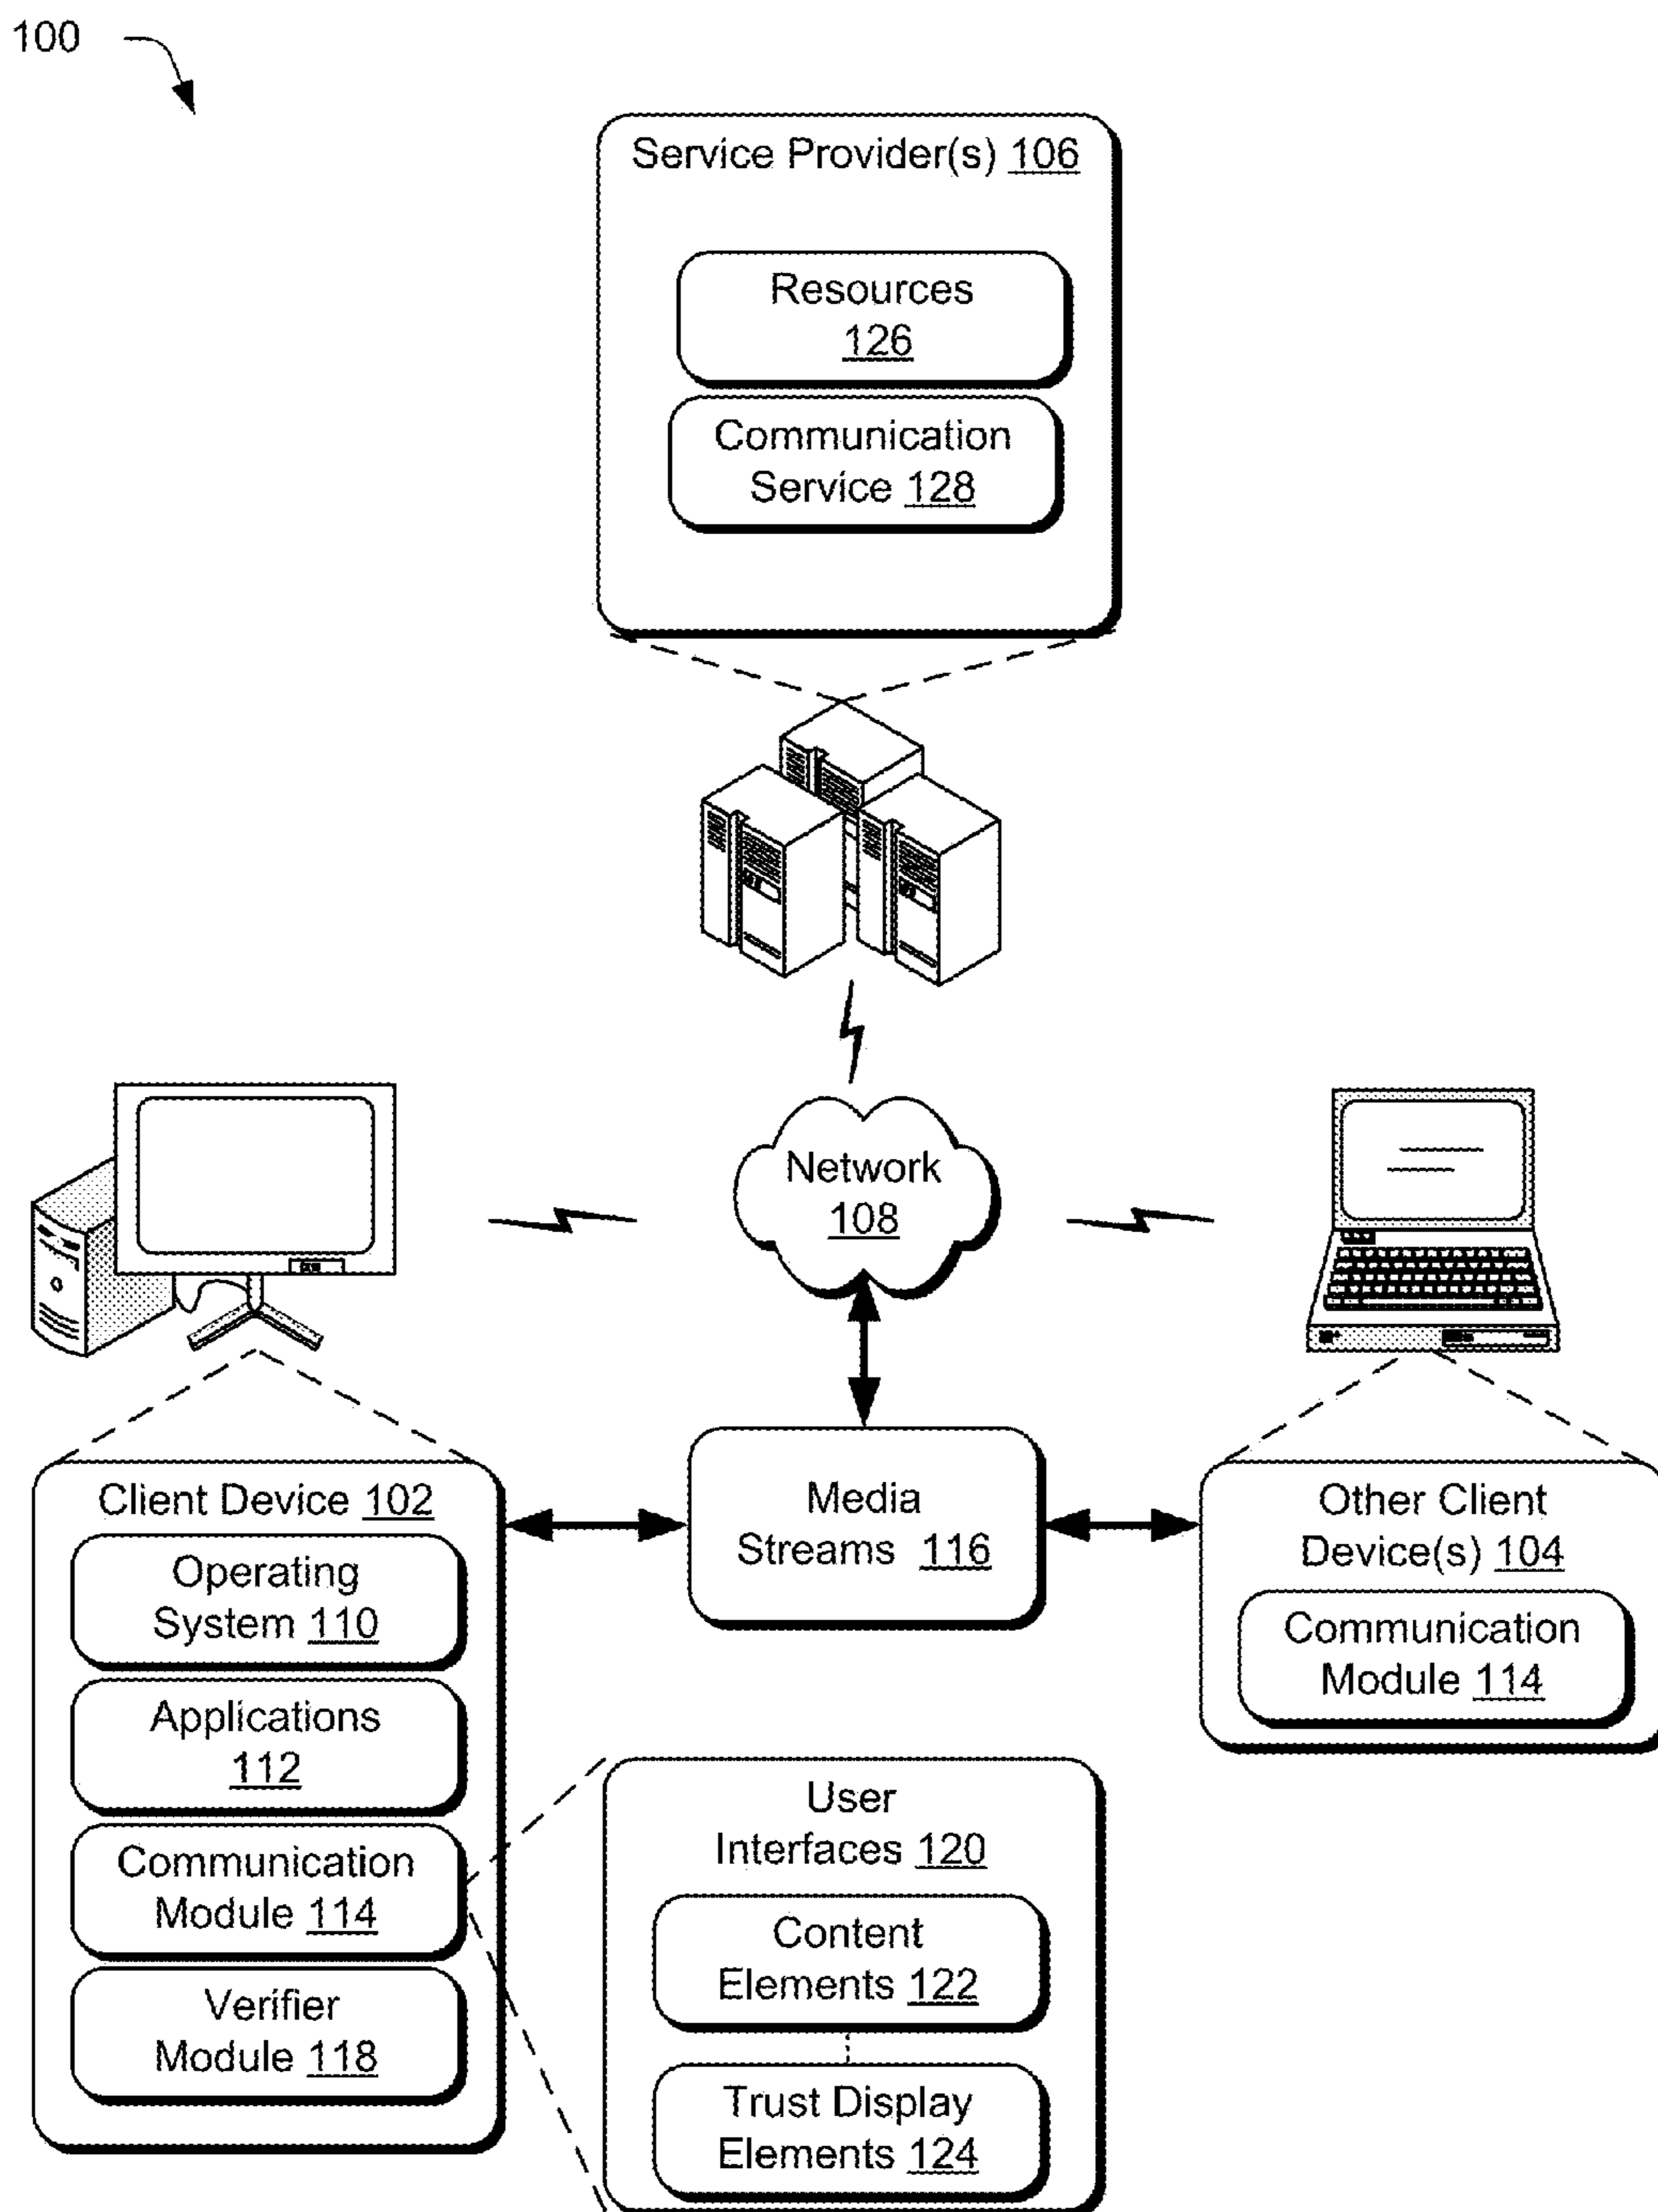 100
Service Provider(s) 106
Resources
126
Communication
Service 128
Network
108
Client Device 102
Operating
System 110
Applications
112
Communication
Module 114
Verifier
Module 118
Media
Streams 116
Other Client
Device(s) 104
Communication
Module 114
User
Interfaces 120
Content
Elements 122
Trust Display
Elements 124